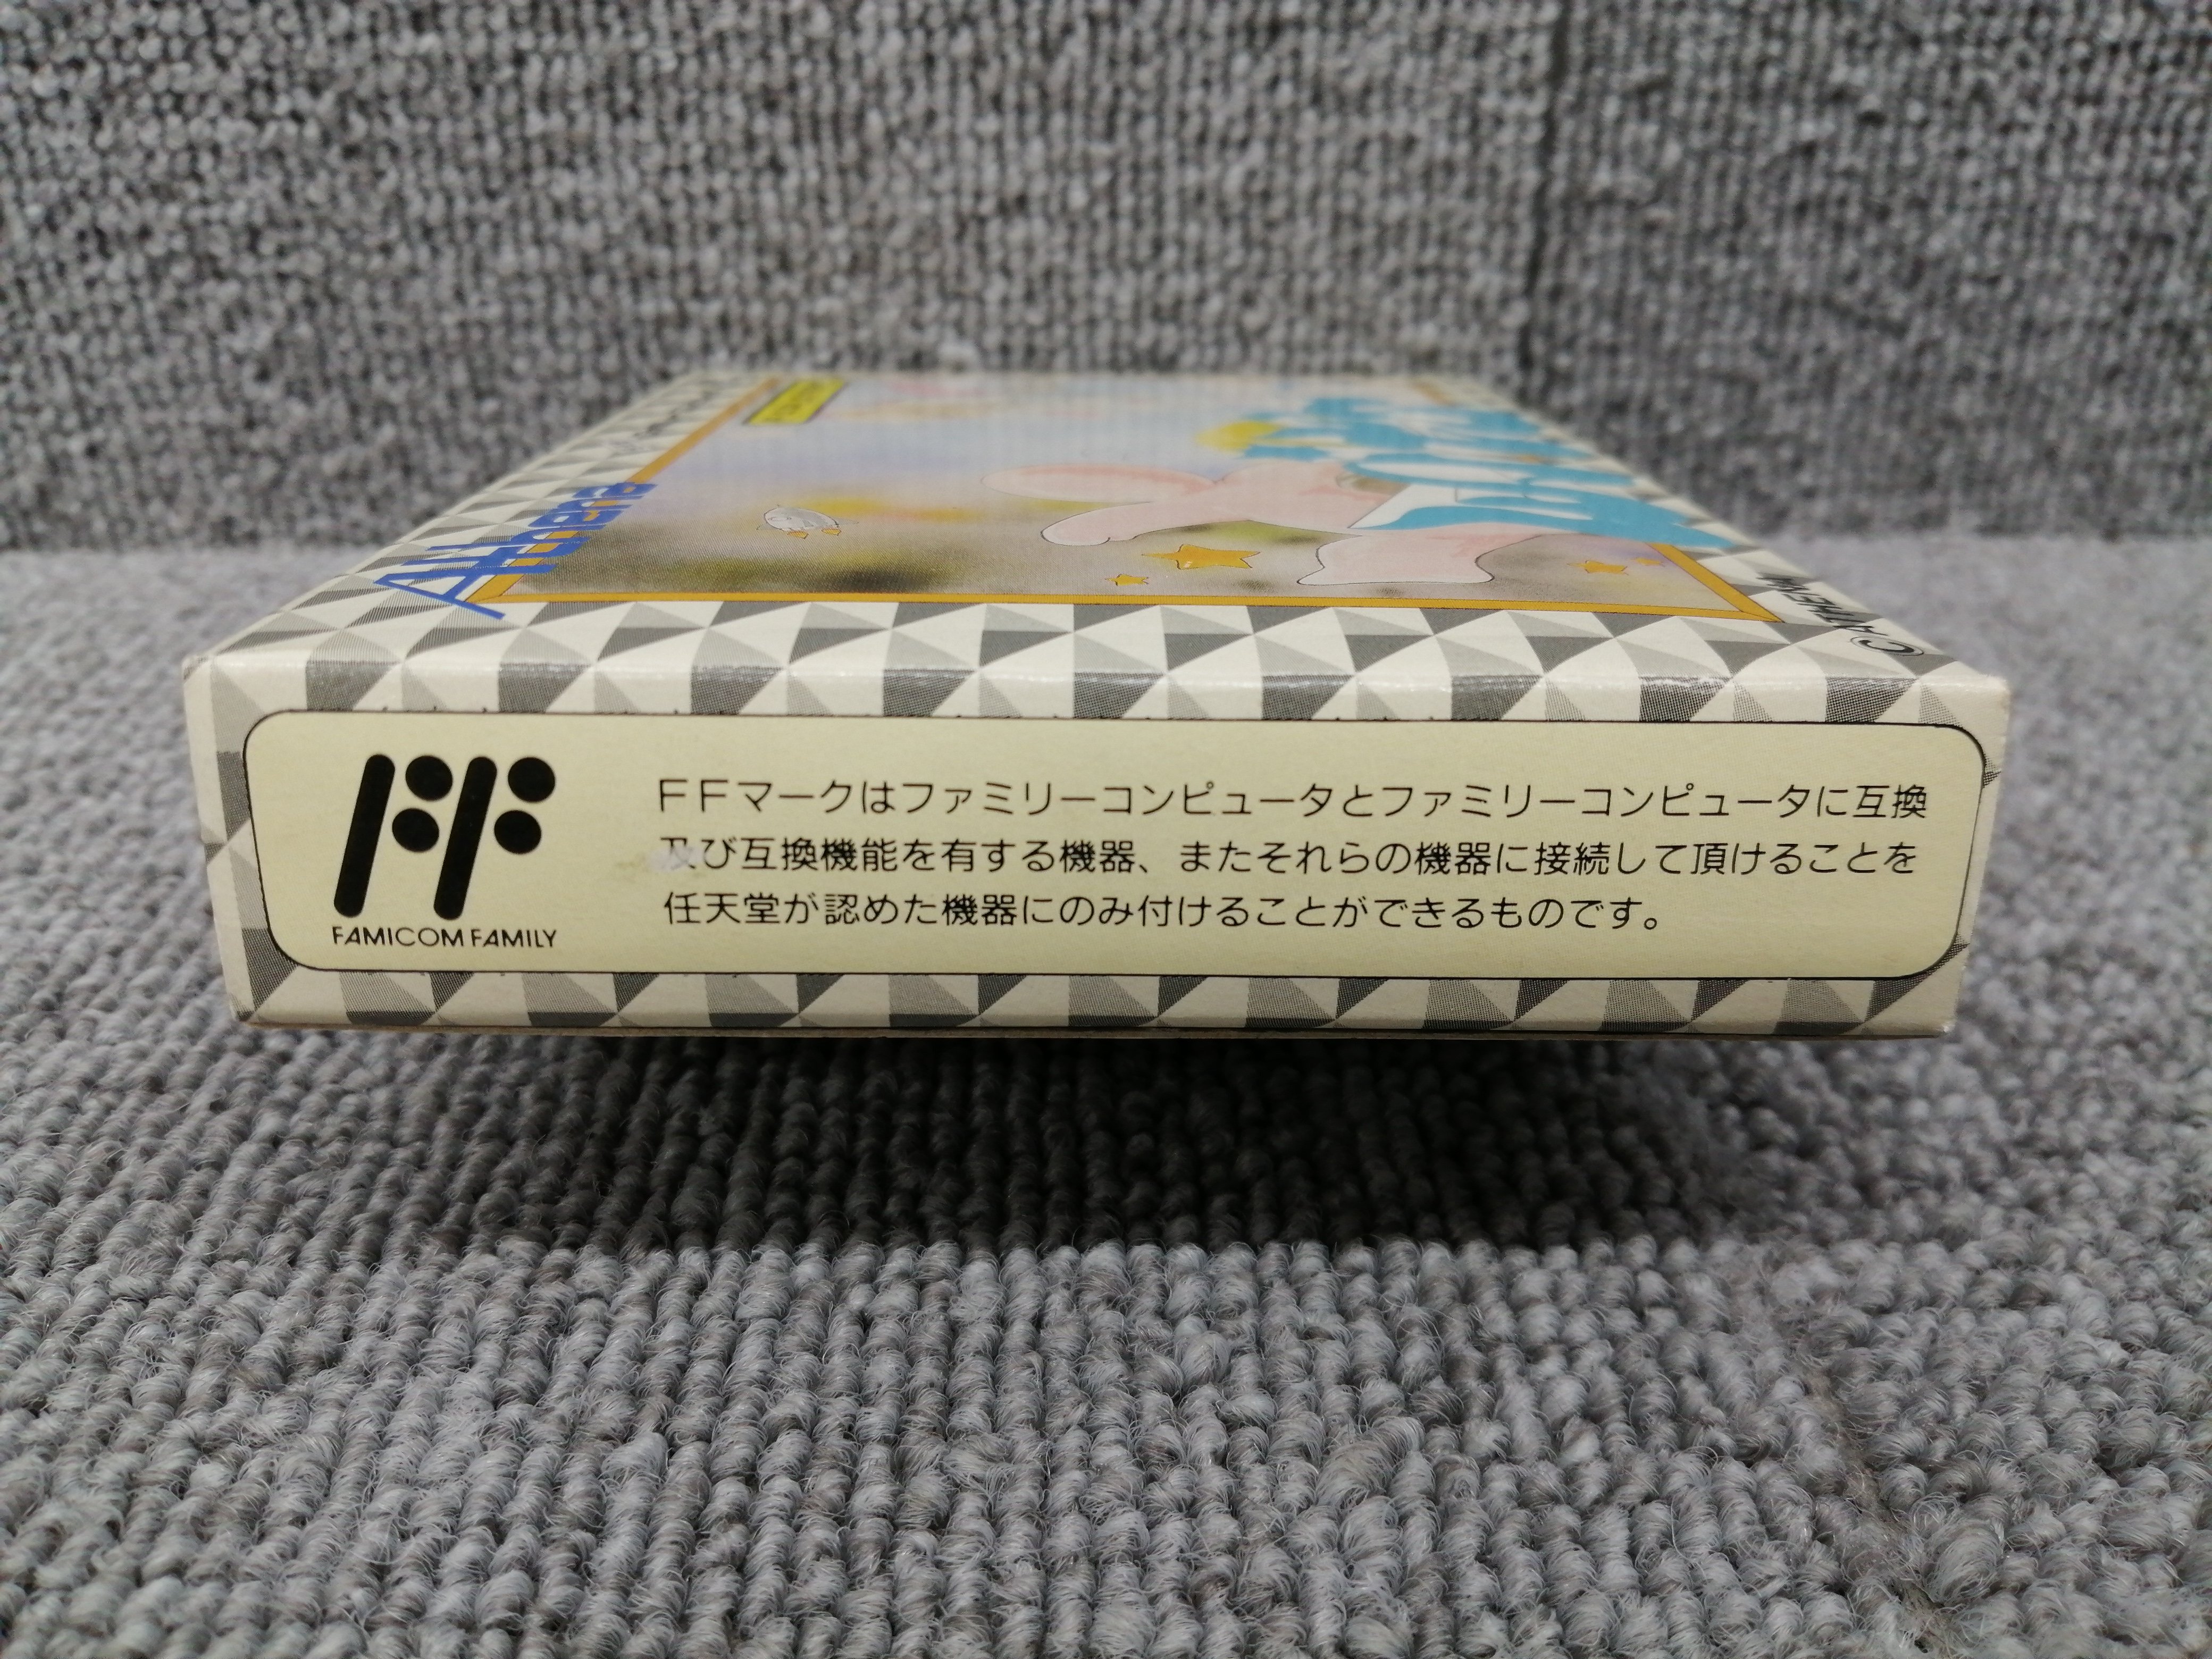 Athena
© ATHENA
FAMICOM FAMILY
FFマークはファミリーコンピュータとファミリーコンピュータに互換
及び互換機能を有する機器、またそれらの機器に接続して頂けることを
任天堂が認めた機器にのみ付けることができるものです。